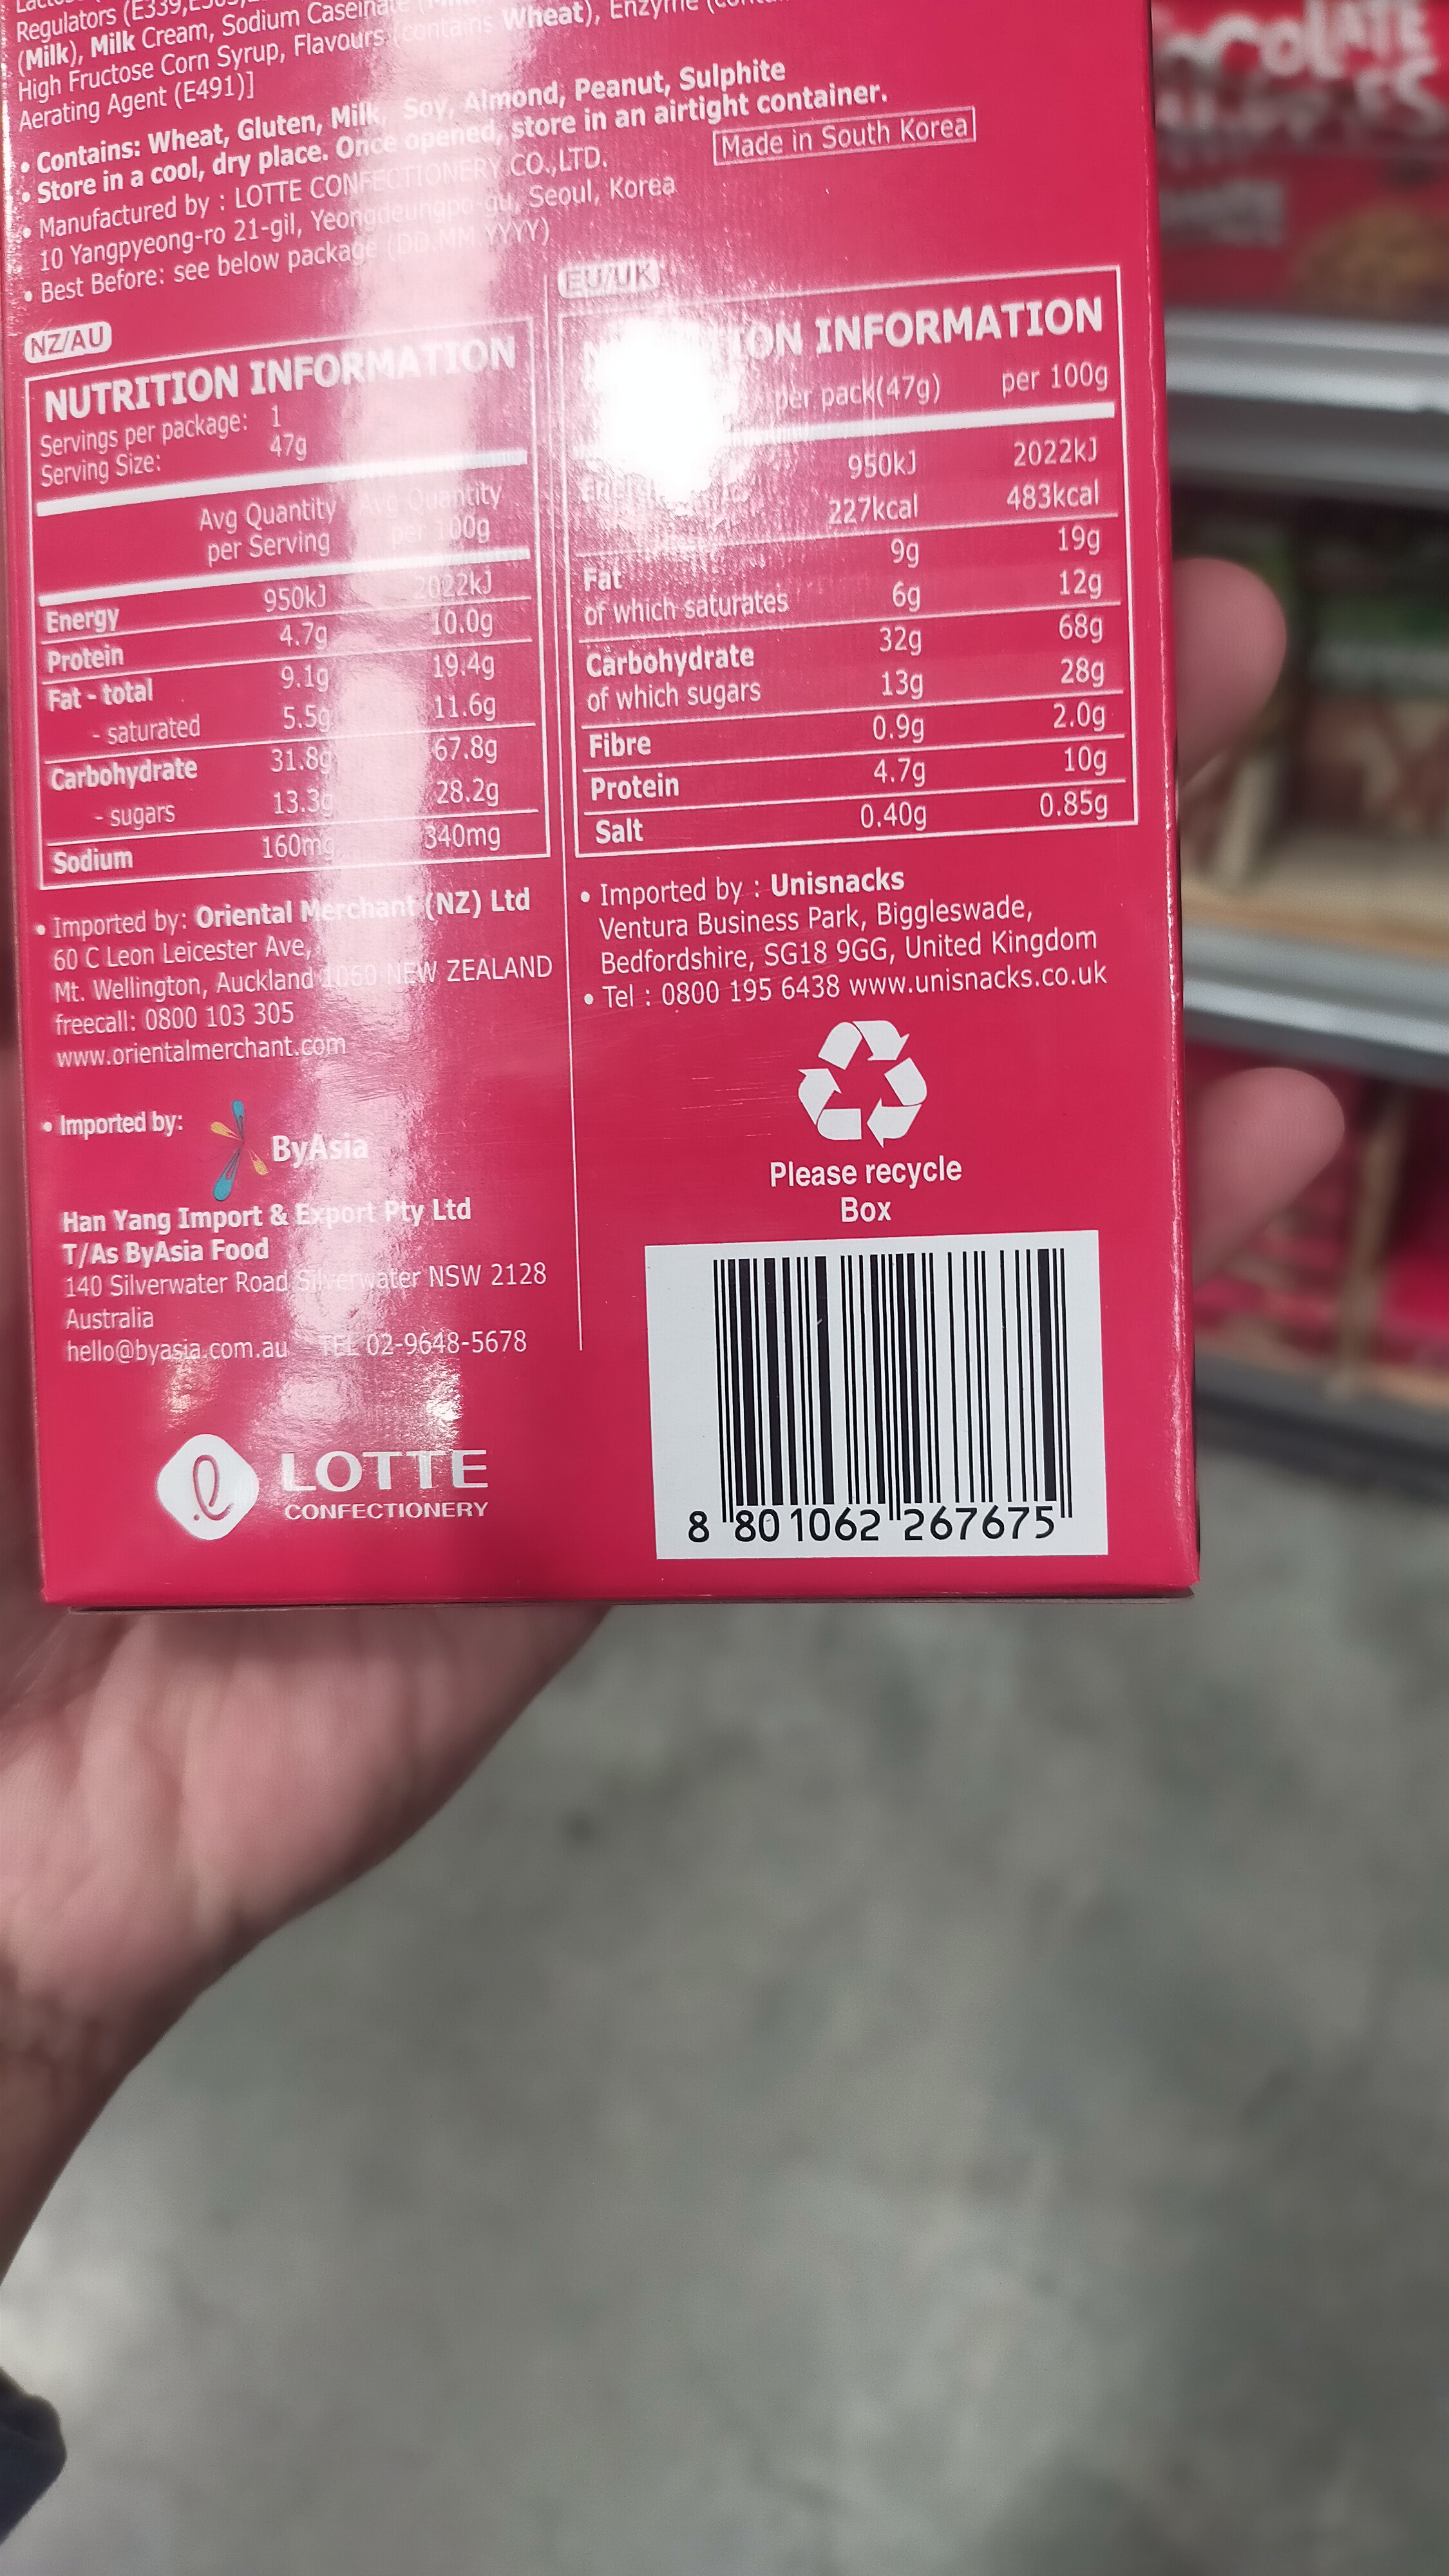 Regulators (E339,
(Milk), Milk Cream, Sodium Caseinate
High Fructose Corn Syrup, Flavours (contains Wheat), Enzyme
Aerating Agent (E491)]
• Contains: Wheat, Gluten, Milk, Soy, Almond, Peanut, Sulphite
• Store in a cool, dry place. Once opened, store in an airtight container.
• Manufactured by : LOTTE CONFECTIONERY CO.,LTD.
Made in South Korea
10 Yangpyeong-ro 21-gil, Yeongdeungpo-gu, Seoul, Korea
• Best Before: see below package (DD.MM.YYYY)
NZ/AU
NUTRITION INFORMATION
Servings per package: 1
Serving Size: 47g
Avg Quantity Avg Quantity
per Serving per 100g
Energy 950kJ 2022kJ
Protein 4.7g 10.0g
Fat - total 9.1g 19.4g
- saturated 5.5g 11.6g
Carbohydrate 31.8g 67.8g
- sugars 13.3g 28.2g
Sodium 160mg 340mg
• Imported by: Oriental Merchant (NZ) Ltd
60 C Leon Leicester Ave,
Mt. Wellington, Auckland 1060 NEW ZEALAND
freecall: 0800 103 305
www.orientalmerchant.com
• Imported by:
ByAsia
Han Yang Import & Export Pty Ltd
T/As ByAsia Food
140 Silverwater Road, Silverwater NSW 2128
Australia
hello@byasia.com.au TEL 02-9648-5678
LOTTE
CONFECTIONERY
EU/UK
INFORMATION
per pack(47g) per 100g
950kJ 2022kJ
227kcal 483kcal
Fat 9g 19g
of which saturates 6g 12g
Carbohydrate 32g 68g
of which sugars 13g 28g
Fibre 0.9g 2.0g
Protein 4.7g 10g
Salt 0.40g 0.85g
• Imported by : Unisnacks
Ventura Business Park, Biggleswade,
Bedfordshire, SG18 9GG, United Kingdom
• Tel : 0800 195 6438 www.unisnacks.co.uk
Please recycle
Box
8 801062 267675